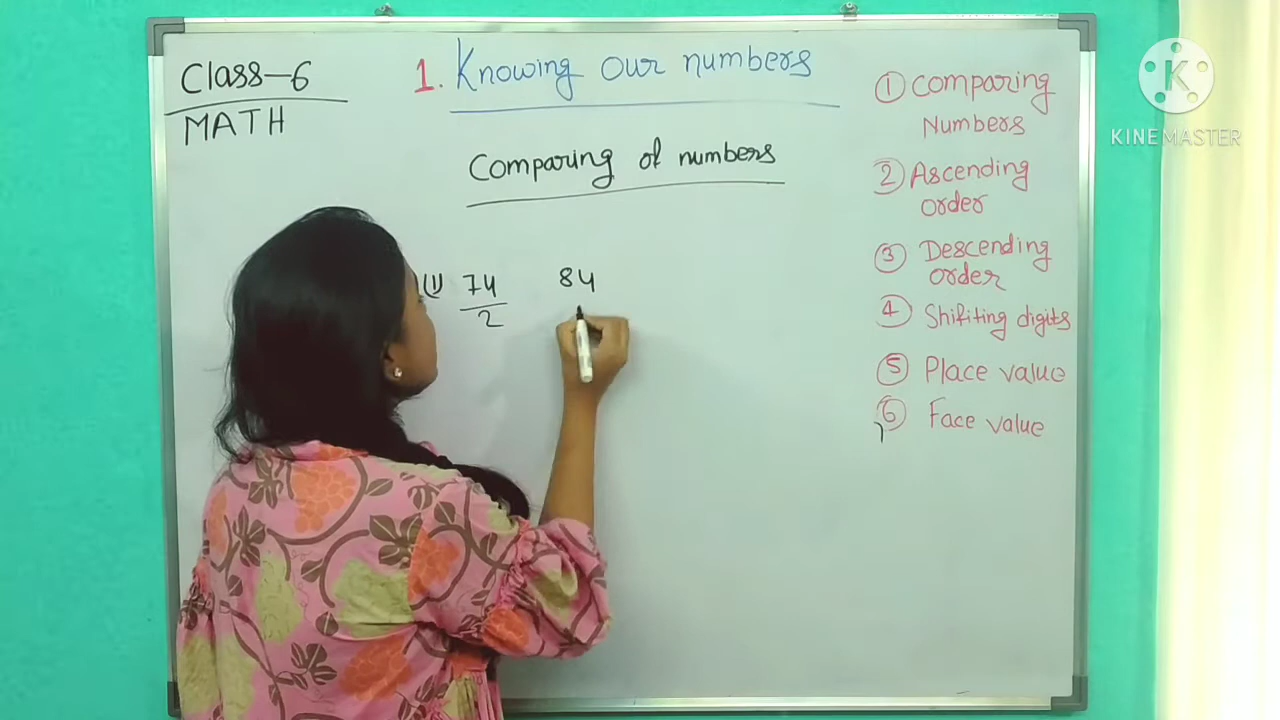 Class-6
MATH
1. Knowing our numbers
Comparing of numbers
74 84
2
① Comparing
Numbers
② Ascending
order
③ Descending
order
④ Shifiting digits
⑤ Place value
⑥ Face value
KINEMASTER